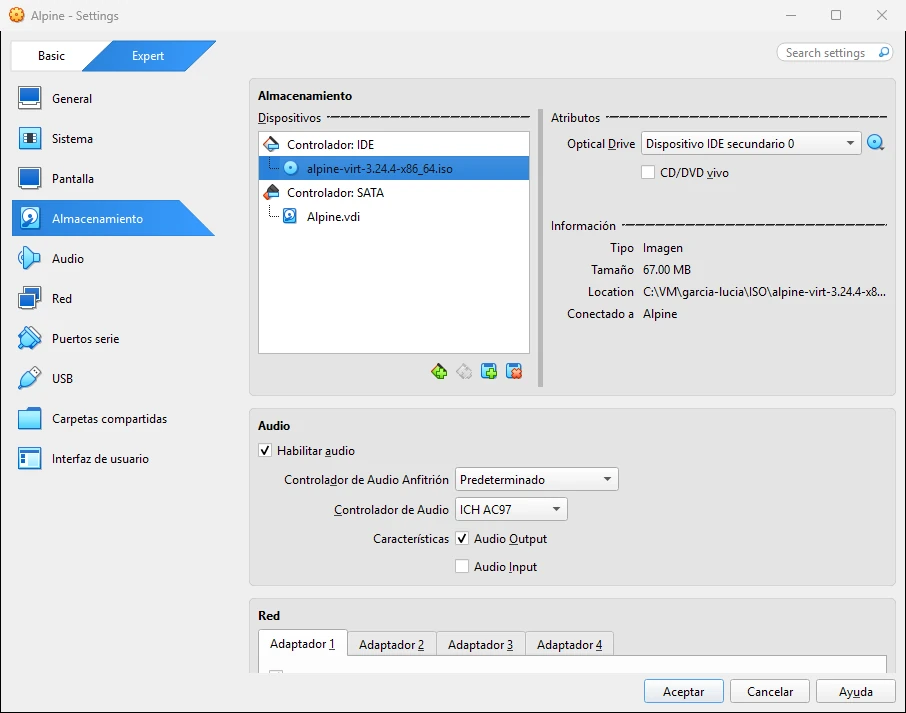 Alpine - Settings
Basic
Expert
Search settings
General
Sistema
Pantalla
Almacenamiento
Audio
Red
Puertos serie
USB
Carpetas compartidas
Interfaz de usuario
Almacenamiento
Dispositivos
Controlador: IDE
alpine-virt-3.24.4-x86_64.iso
Controlador: SATA
Alpine.vdi
Atributos
Optical Drive Dispositivo IDE secundario 0
CD/DVD vivo
Información
Tipo Imagen
Tamaño 67.00 MB
Location C:\VM\garcia-lucia\ISO\alpine-virt-3.24.4-x8...
Conectado a Alpine
Audio
Habilitar audio
Controlador de Audio Anfitrión Predeterminado
Controlador de Audio ICH AC97
Características Audio Output
Audio Input
Red
Adaptador 1 Adaptador 2 Adaptador 3 Adaptador 4
Aceptar Cancelar Ayuda